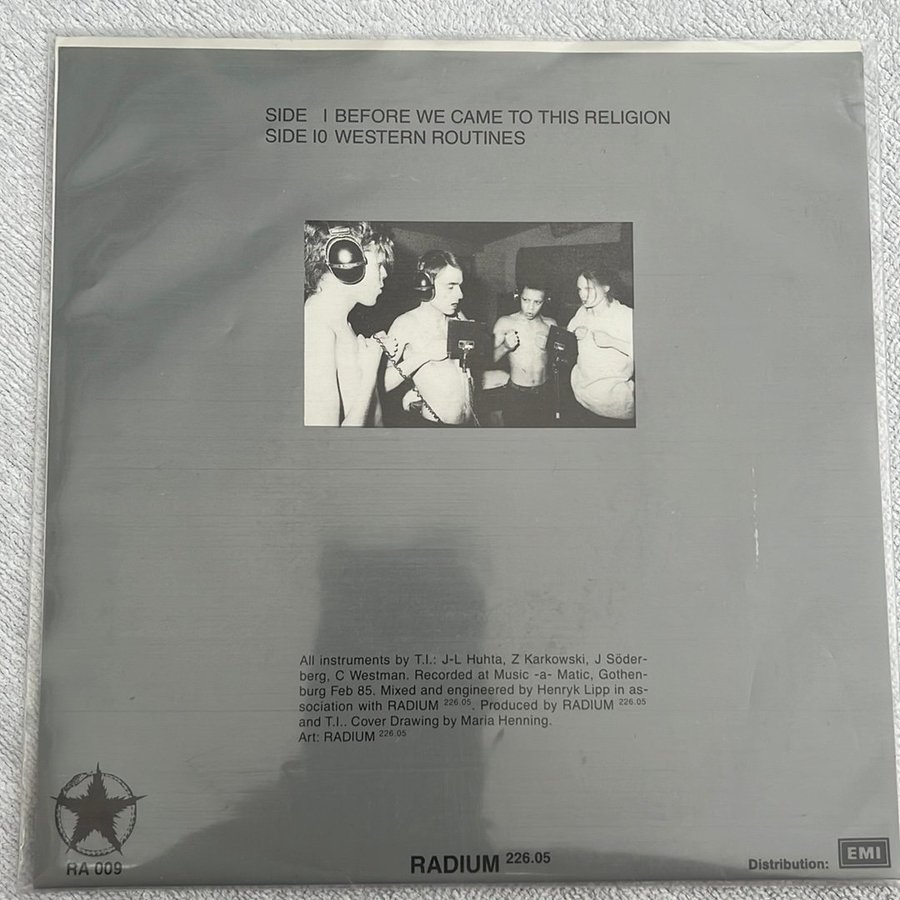 SIDE I BEFORE WE CAME TO THIS RELIGION
SIDE I0 WESTERN ROUTINES
All instruments by T.I.: J-L Huhta, Z Karkowski, J Söder-
berg, C Westman. Recorded at Music -a- Matic, Gothen-
burg Feb 85. Mixed and engineered by Henryk Lipp in as-
sociation with RADIUM 226.05. Produced by RADIUM 226.05
and T.I.. Cover Drawing by Maria Henning.
Art: RADIUM 226.05
RA 009
RADIUM 226.05
Distribution: EMI